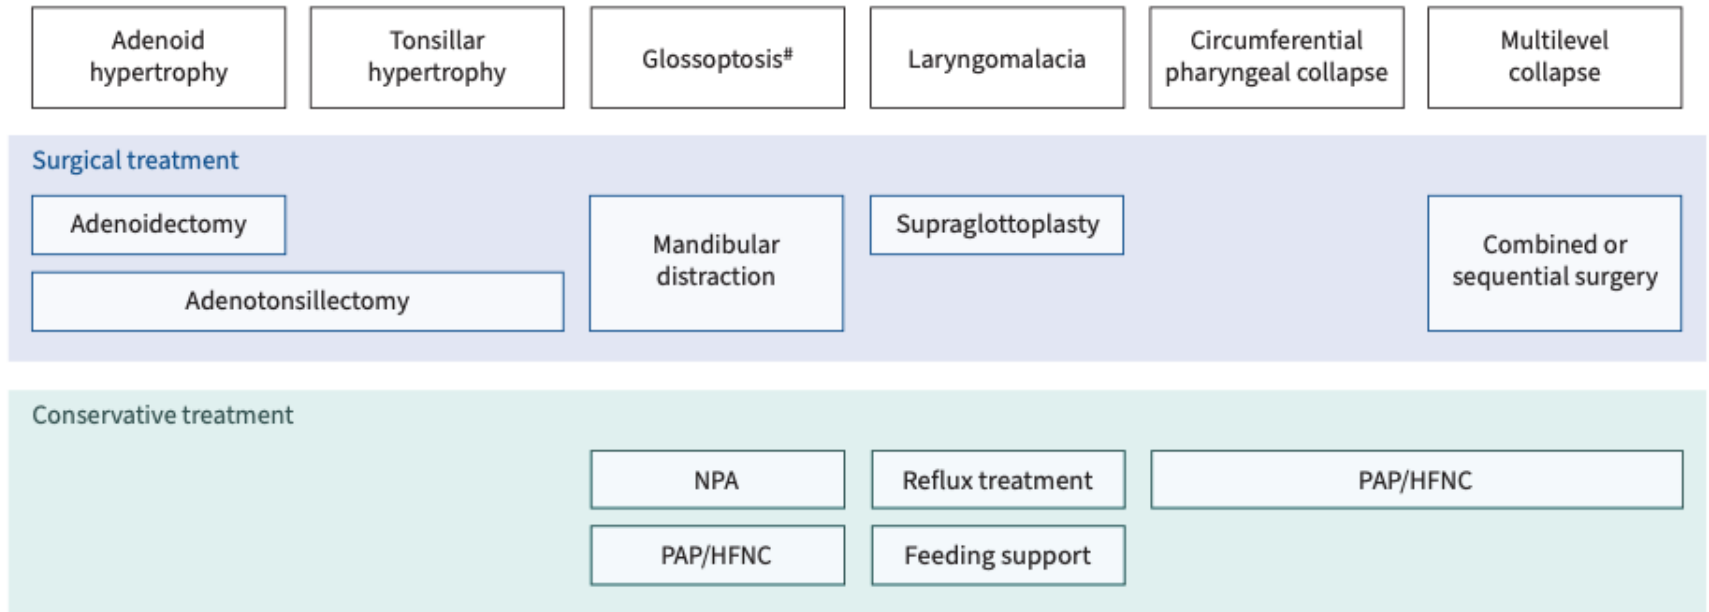 Adenoid
hypertrophy
Tonsillar
hypertrophy
Glossoptosis#
Laryngomalacia
Circumferential
pharyngeal collapse
Multilevel
collapse
Surgical treatment
Adenoidectomy
Adenotonsillectomy
Mandibular
distraction
Supraglottoplasty
Combined or
sequential surgery
Conservative treatment
NPA
Reflux treatment
PAP/HFNC
PAP/HFNC
Feeding support